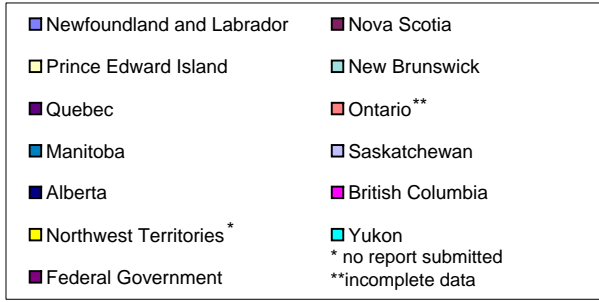 Newfoundland and Labrador Nova Scotia
Prince Edward Island New Brunswick
Quebec Ontario**
Manitoba Saskatchewan
Alberta British Columbia
Northwest Territories* Yukon
* no report submitted
Federal Government **incomplete data